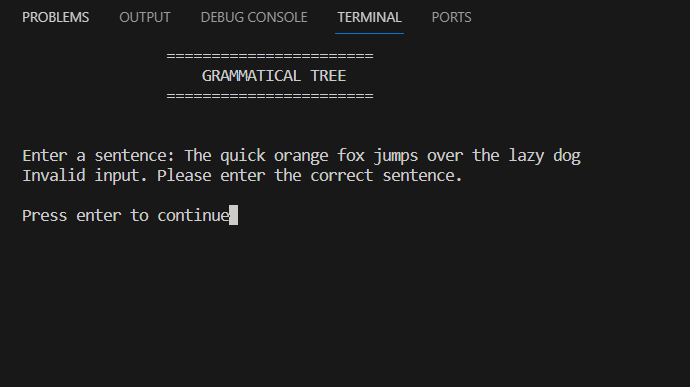 PROBLEMS OUTPUT DEBUG CONSOLE TERMINAL PORTS
=======================
GRAMMATICAL TREE
=======================
Enter a sentence: The quick orange fox jumps over the lazy dog
Invalid input. Please enter the correct sentence.
Press enter to continue